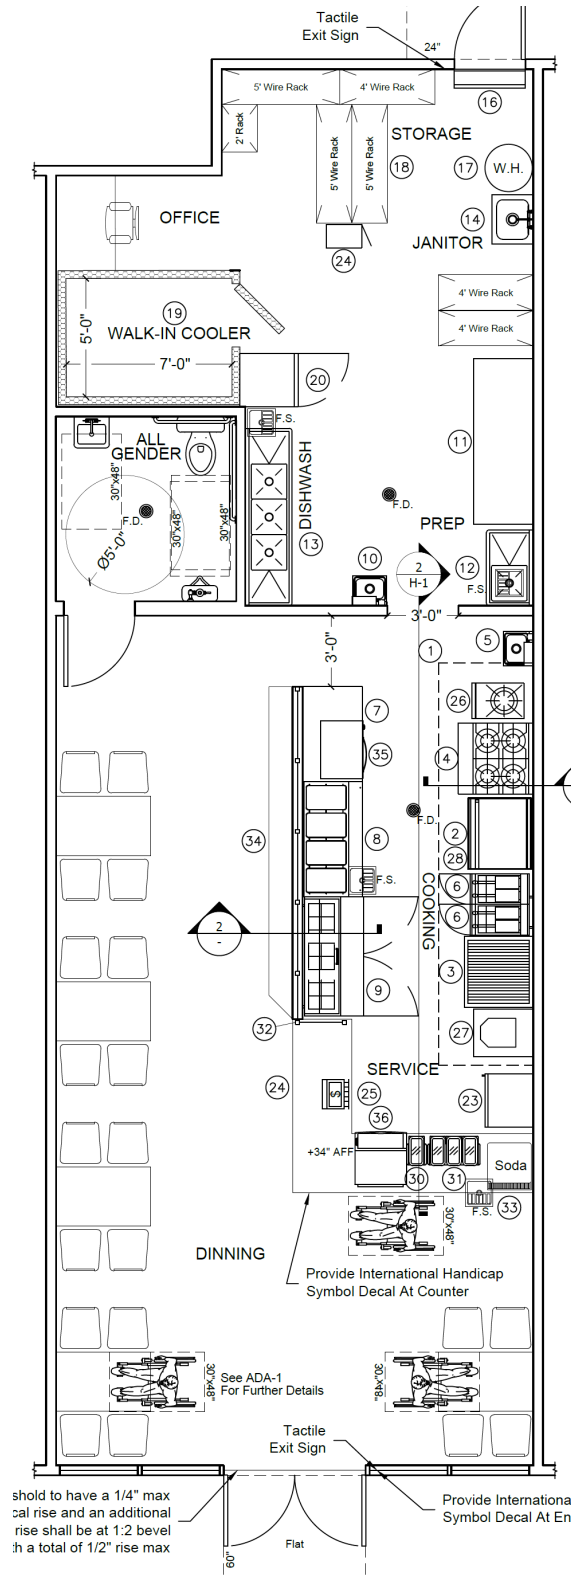 Tactile
Exit Sign
24"
5' Wire Rack
4' Wire Rack
16
2' Rack
STORAGE
5' Wire Rack
5' Wire Rack
18
17
W.H.
14
OFFICE
JANITOR
24
4' Wire Rack
4' Wire Rack
19
WALK-IN COOLER
5'-0"
7'-0"
20
F.S.
11
ALL
GENDER
30"x48"
F.D.
30"x48"
30"x48"
Ø5'-0"
DISHWASH
13
F.D.
PREP
10
2
H-1
12
F.S.
3'-0"
3'-0"
1
5
7
26
35
4
34
8
F.D.
2
28
F.S.
COOKING
6
6
2
-
9
3
32
27
SERVICE
24
25
$
23
36
+34" AFF
30
31
Soda
F.S.
33
30"x48"
DINNING
Provide International Handicap
Symbol Decal At Counter
30"x48"
See ADA-1
For Further Details
30"x48"
Tactile
Exit Sign
shold to have a 1/4" max
cal rise and an additional
rise shall be at 1:2 bevel
th a total of 1/2" rise max
Provide Internationa
Symbol Decal At En
Flat
60"